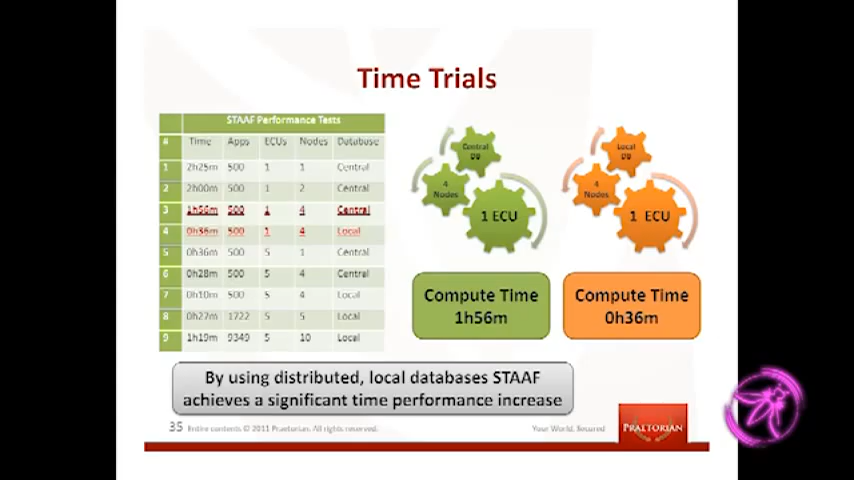 Time Trials
STAAF Performance Tests
# Time Apps ECUs Nodes Database
1 2h25m 500 1 1 Central
2 2h00m 500 1 2 Central
3 1h56m 500 1 4 Central
4 0h36m 500 1 4 Local
5 0h36m 500 5 1 Central
6 0h28m 500 5 4 Central
7 0h10m 500 5 4 Local
8 0h27m 1722 5 5 Local
9 1h19m 9349 5 10 Local
Central
DB
4
Nodes
1 ECU
Compute Time
1h56m
Local
DB
4
Nodes
1 ECU
Compute Time
0h36m
By using distributed, local databases STAAF
achieves a significant time performance increase
35 Entire contents © 2011 Praetorian. All rights reserved.
Your World, Secured
PRAETORIAN